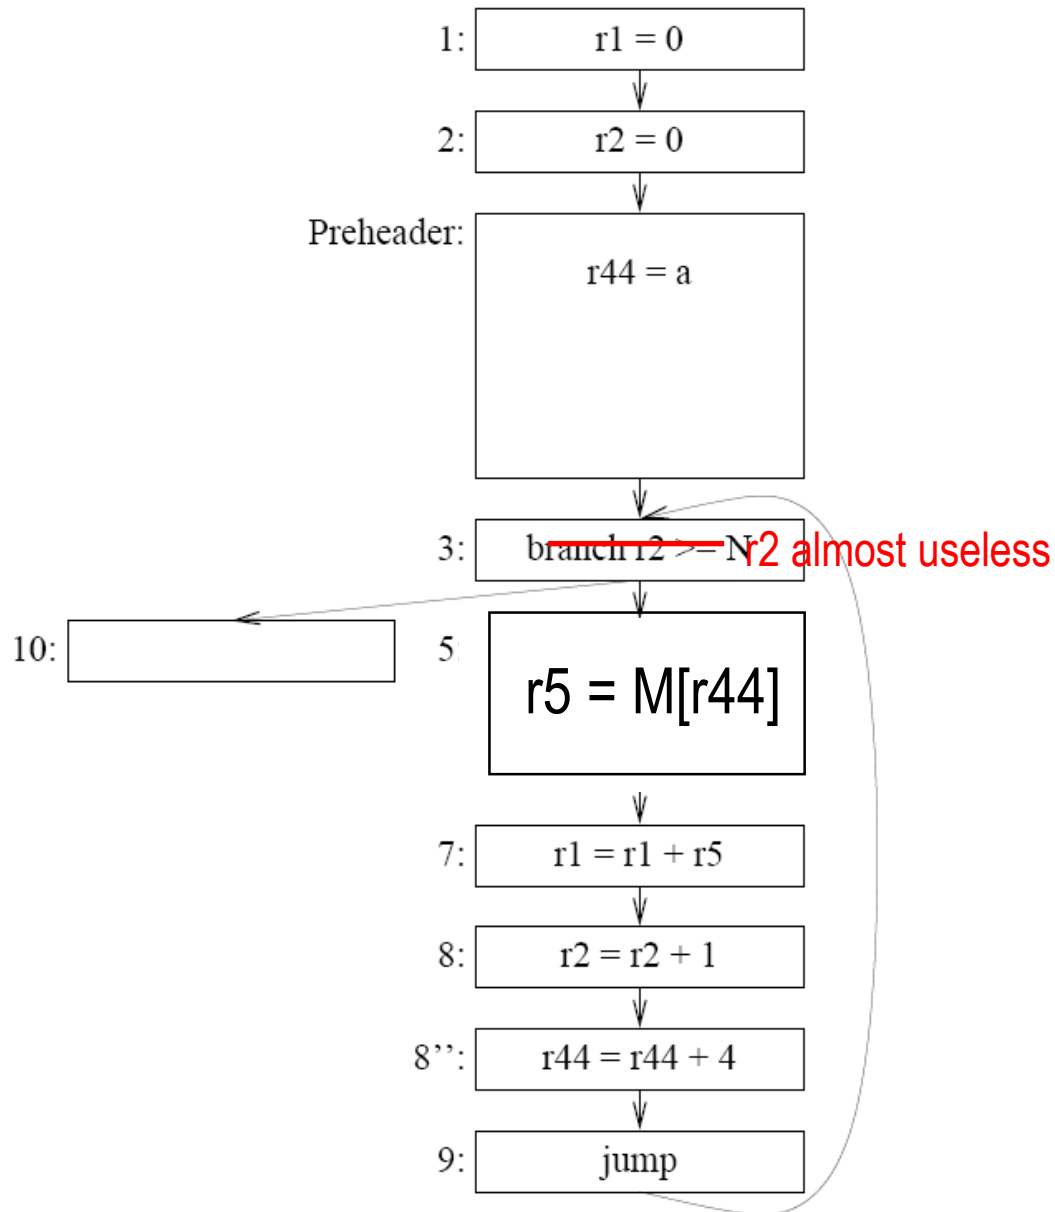 1: r1 = 0
2: r2 = 0
Preheader:
r44 = a
3: branch r2 >= N r2 almost useless
10:
5:
r5 = M[r44]
7: r1 = r1 + r5
8: r2 = r2 + 1
8’’: r44 = r44 + 4
9: jump